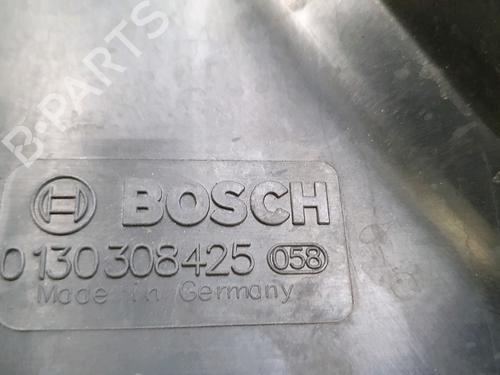 B-PARTS
BOSCH
0130308425 058
Made in Germany